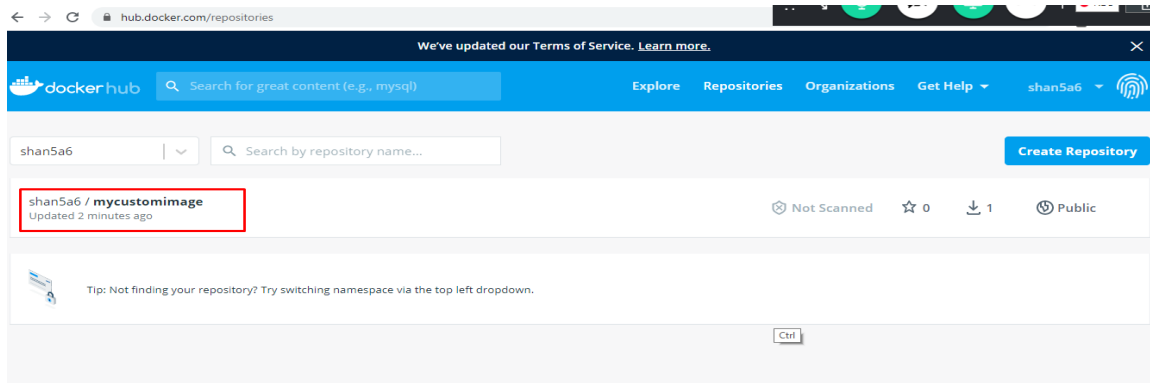 hub.docker.com/repositories
We've updated our Terms of Service. Learn more.
dockerhub Search for great content (e.g., mysql) Explore Repositories Organizations Get Help shan5a6
shan5a6 Search by repository name... Create Repository
shan5a6 / mycustomimage
Updated 2 minutes ago
Not Scanned 0 1 Public
Tip: Not finding your repository? Try switching namespace via the top left dropdown.
Ctrl